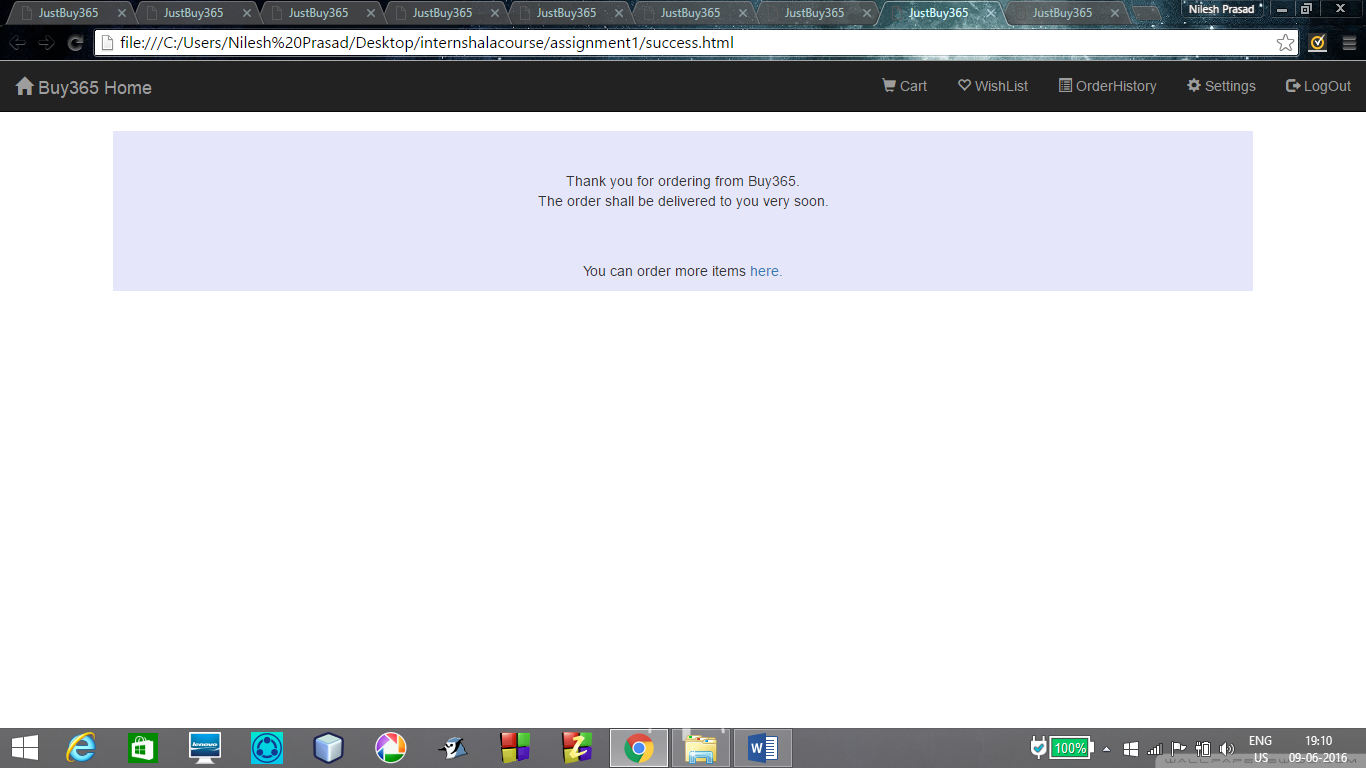 JustBuy365 JustBuy365 JustBuy365 JustBuy365 JustBuy365 JustBuy365 JustBuy365 JustBuy365 JustBuy365 Nilesh Prasad
file:///C:/Users/Nilesh%20Prasad/Desktop/internshalacourse/assignment1/success.html
Buy365 Home Cart WishList OrderHistory Settings LogOut
Thank you for ordering from Buy365.
The order shall be delivered to you very soon.
You can order more items here.
lenovo 100% ENG 19:10
US 09-06-2016